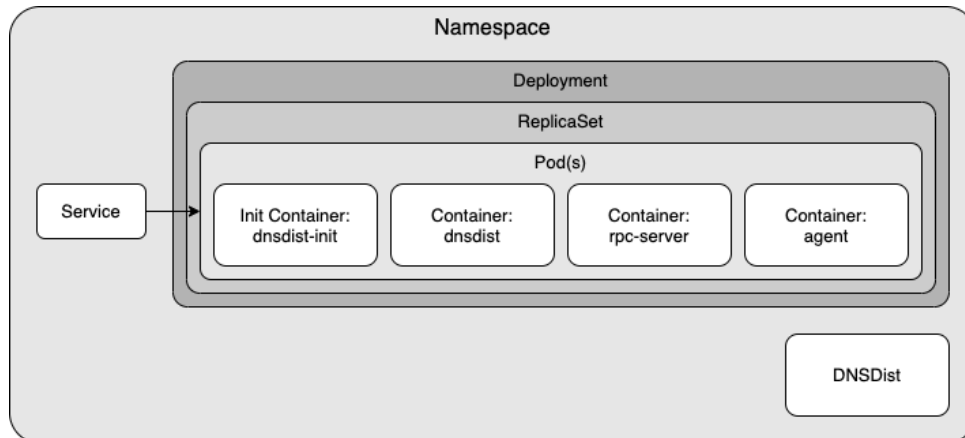 Namespace
Deployment
ReplicaSet
Pod(s)
Service
Init Container:
dnsdist-init
Container:
dnsdist
Container:
rpc-server
Container:
agent
DNSDist